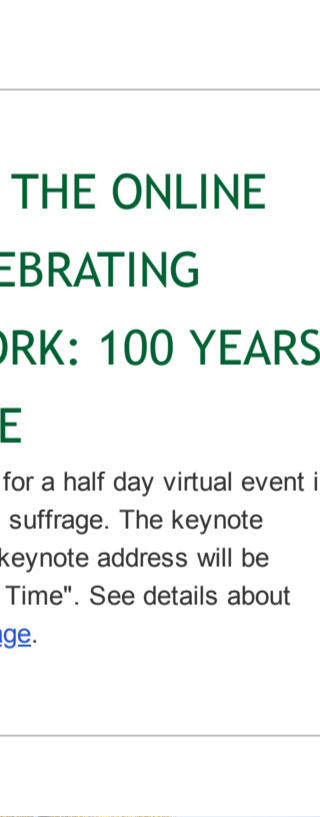 THE ONLINE
EBRATING
ORK: 100 YEARS
E
for a half day virtual event i
suffrage. The keynote
keynote address will be
Time". See details about
age.